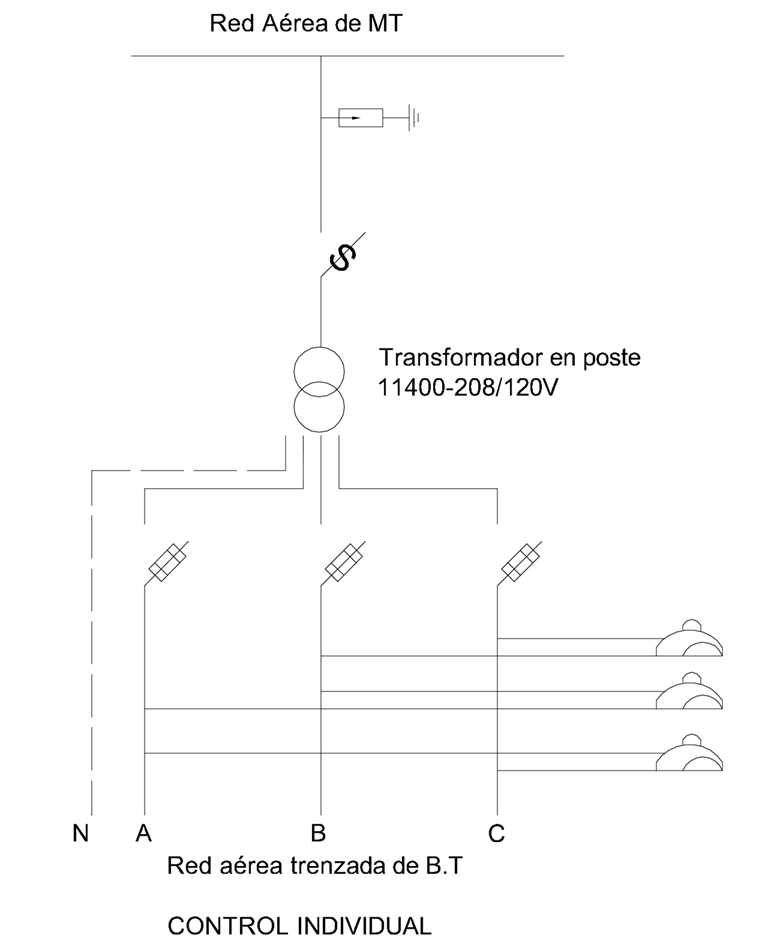 Red Aérea de MT
S
Transformador en poste
11400-208/120V
N A B C
Red aérea trenzada de B.T
CONTROL INDIVIDUAL